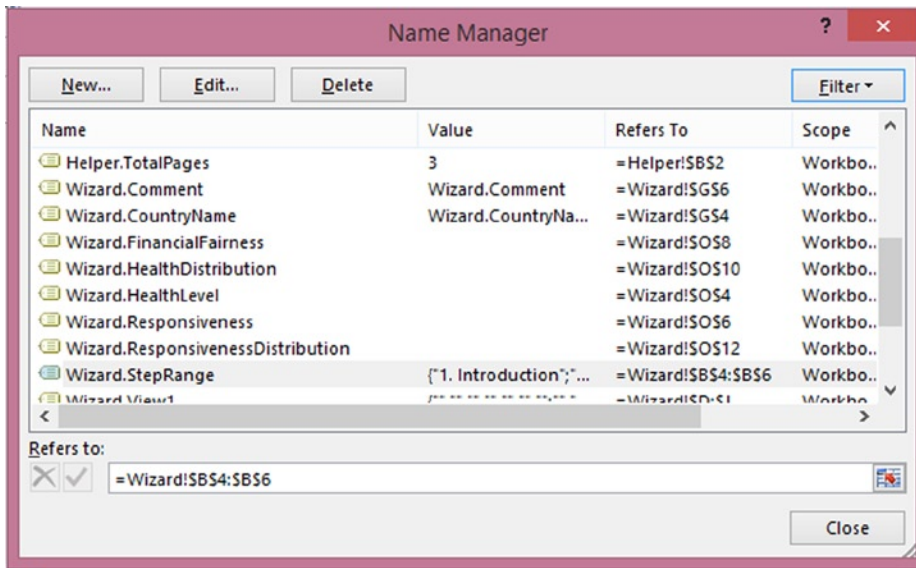 Name Manager ? ×
New... Edit... Delete Filter
Name Value Refers To Scope
Helper.TotalPages 3 =Helper!$B$2 Workbo..
Wizard.Comment Wizard.Comment =Wizard!$G$6 Workbo..
Wizard.CountryName Wizard.CountryNa... =Wizard!$G$4 Workbo..
Wizard.FinancialFairness =Wizard!$O$8 Workbo..
Wizard.HealthDistribution =Wizard!$O$10 Workbo..
Wizard.HealthLevel =Wizard!$O$4 Workbo..
Wizard.Responsiveness =Wizard!$O$6 Workbo..
Wizard.ResponsivenessDistribution =Wizard!$O$12 Workbo..
Wizard.StepRange {"1. Introduction";"... =Wizard!$B$4:$B$6 Workbo..
Wizard.View1 Workbo
Refers to:
=Wizard!$B$4:$B$6
Close